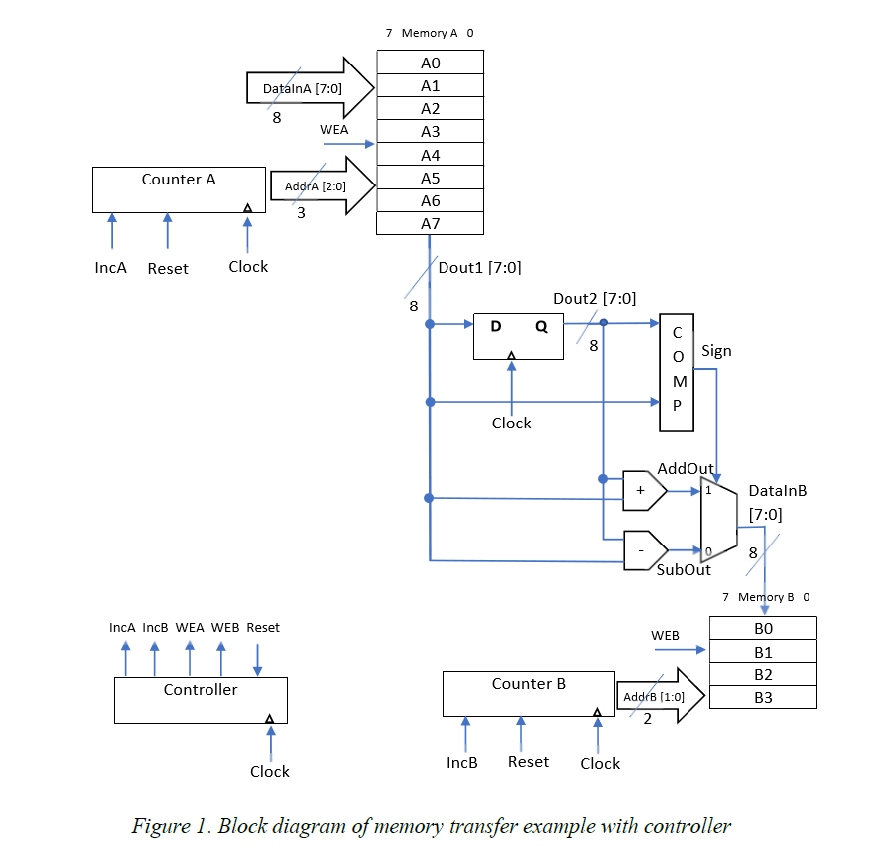 7 Memory A 0
A0
A1
A2
A3
A4
A5
A6
A7
DataInA [7:0]
8
WEA
Counter A
AddrA [2:0]
3
IncA Reset Clock
Dout1 [7:0]
8
D Q
Clock
Dout2 [7:0]
8
C
O
M
P
Sign
+
AddOut
-
SubOut
1
0
DataInB
[7:0]
8
7 Memory B 0
B0
B1
B2
B3
WEB
Counter B
AddrB [1:0]
2
IncB Reset Clock
IncA IncB WEA WEB Reset
Controller
Clock
Figure 1. Block diagram of memory transfer example with controller